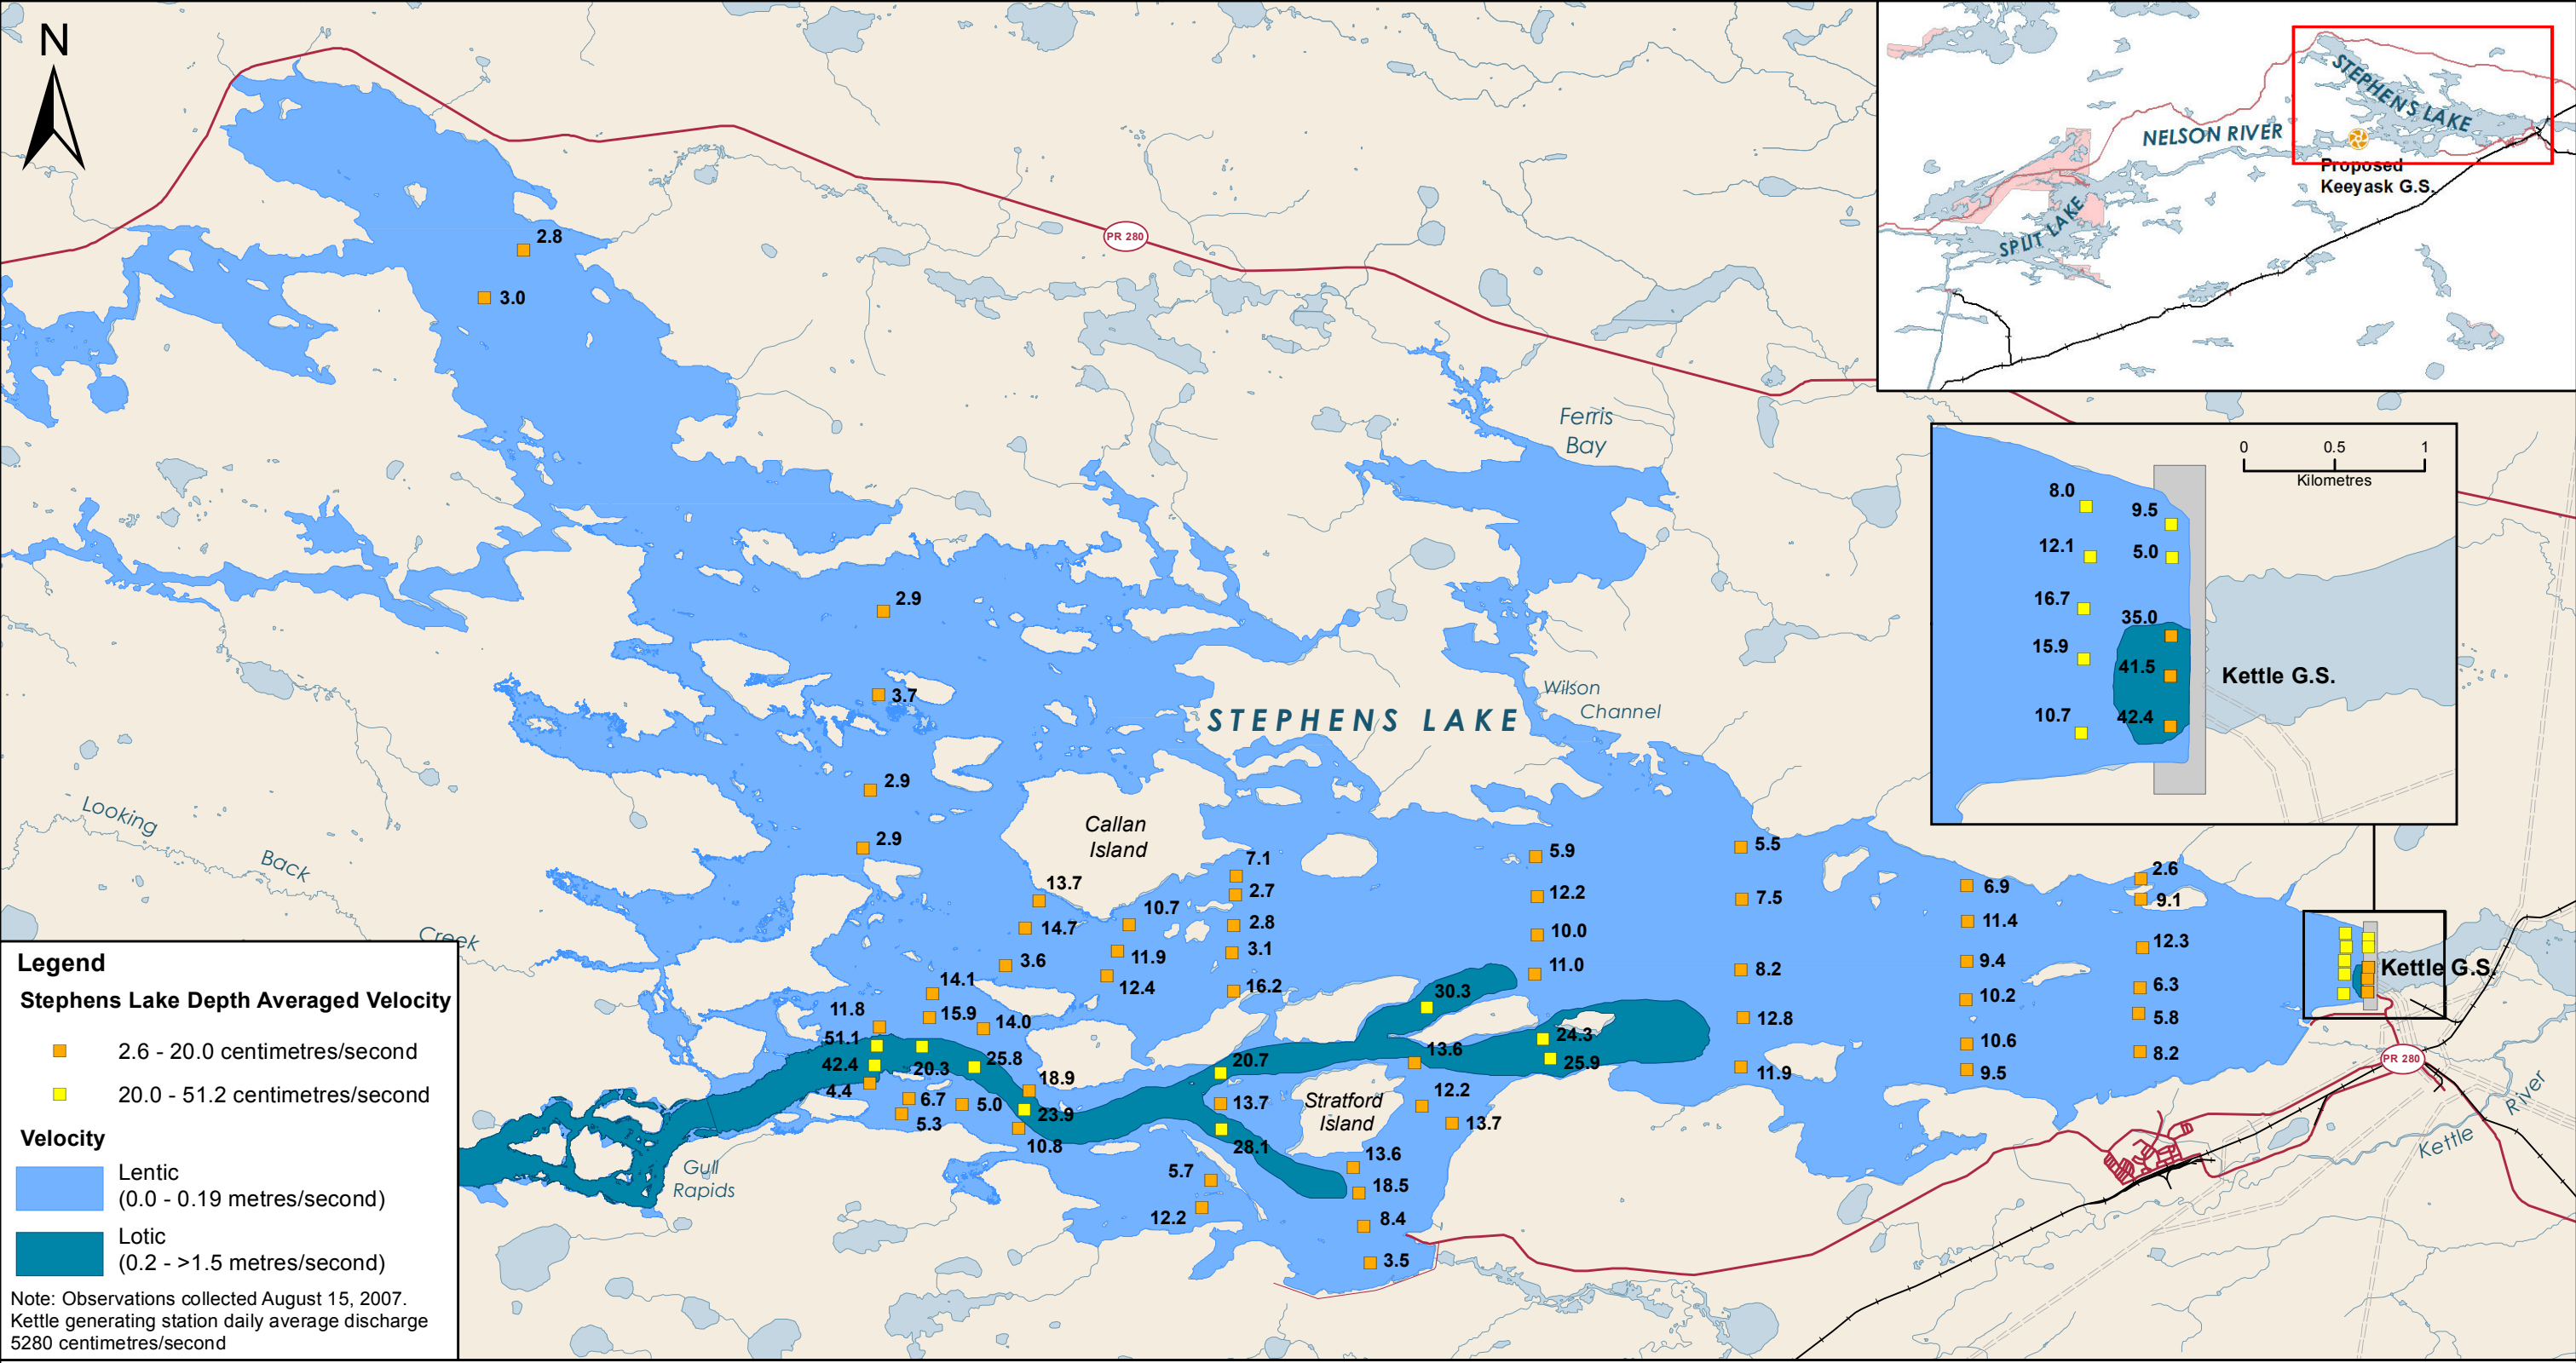 N
STEPHENS LAKE
NELSON RIVER
Proposed
Keeyask G.S.
SPLIT LAKE
2.8
3.0
PR 280
Ferris
Bay
0 0.5 1
Kilometres
8.0
9.5
12.1
5.0
16.7
35.0
15.9
41.5
10.7
42.4
Kettle G.S.
2.9
3.7
Wilson
Channel
STEPHENS LAKE
2.9
2.9
Looking
Back
Creek
Callan
Island
13.7
14.7
3.6
10.7
11.9
12.4
7.1
2.7
2.8
3.1
16.2
5.9
12.2
10.0
11.0
5.5
7.5
8.2
12.8
11.9
6.9
11.4
9.4
10.2
10.6
9.5
2.6
9.1
12.3
6.3
5.8
8.2
Kettle G.S.
PR 280
14.1
15.9
14.0
11.8
51.1
42.4
4.4
20.3
25.8
6.7
5.3
5.0
18.9
23.9
10.8
30.3
20.7
13.7
28.1
13.6
24.3
25.9
12.2
13.7
Stratford
Island
13.6
18.5
8.4
3.5
5.7
12.2
Gull
Rapids
Kettle
River
Legend
Stephens Lake Depth Averaged Velocity
2.6 - 20.0 centimetres/second
20.0 - 51.2 centimetres/second
Velocity
Lentic
(0.0 - 0.19 metres/second)
Lotic
(0.2 - >1.5 metres/second)
Note: Observations collected August 15, 2007.
Kettle generating station daily average discharge
5280 centimetres/second